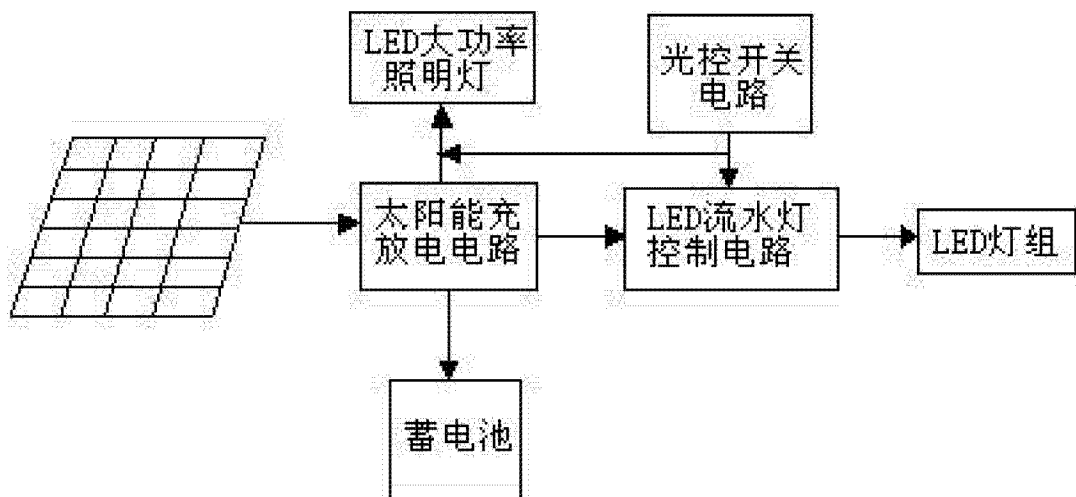 LED大功率
照明灯
光控开关
电路
太阳能充
放电电路
LED流水灯
控制电路
LED灯组
蓄电池